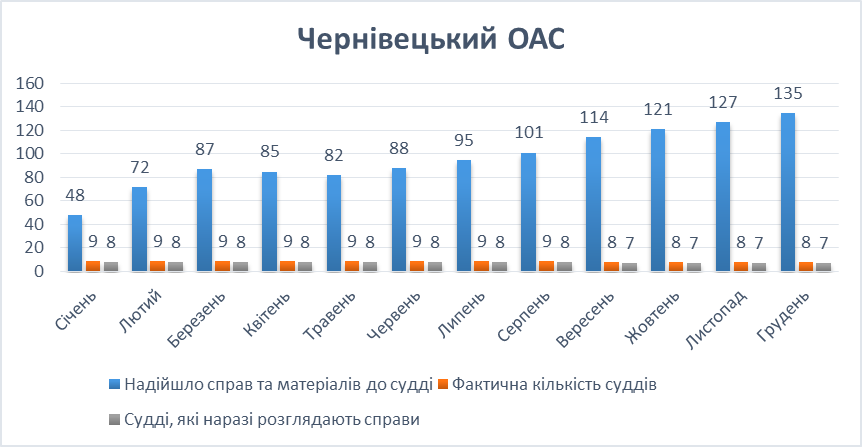 Чернівецький ОАС
160
140
120
100
80
60
40
20
0
48 72 87 85 82 88 95 101 114 121 127 135
9 8 9 8 9 8 9 8 9 8 9 8 9 8 9 8 8 7 8 7 8 7 8 7
Січень Лютий Березень Квітень Травень Червень Липень Серпень Вересень Жовтень Листопад Грудень
Надійшло справ та матеріалів до судді Фактична кількість суддів
Судді, які наразі розглядають справи